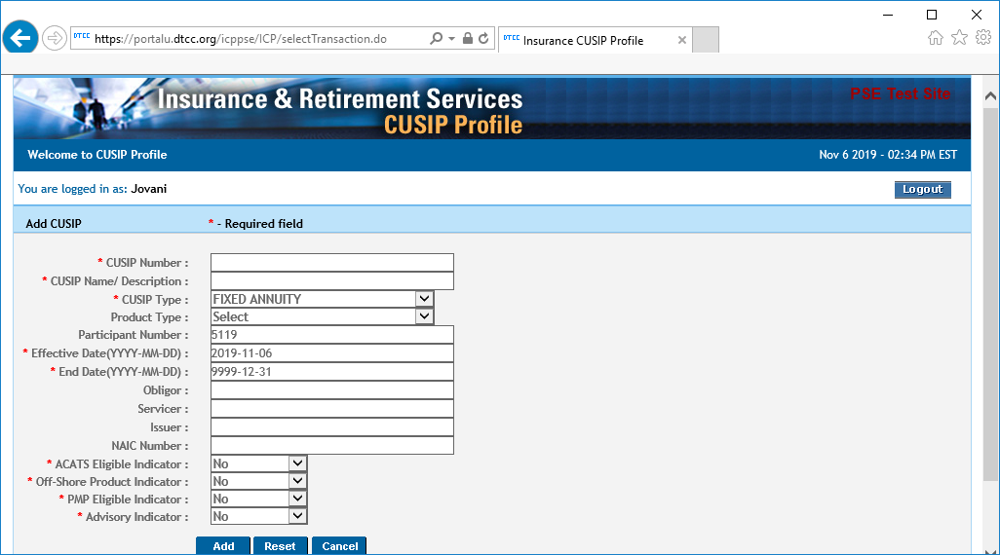 DTCC https://portalu.dtcc.org/icppse/ICP/selectTransaction.do
DTCC Insurance CUSIP Profile
Insurance & Retirement Services
CUSIP Profile
PSE Test Site
Welcome to CUSIP Profile
Nov 6 2019 - 02:34 PM EST
You are logged in as: Jovani
Logout
Add CUSIP
* - Required field
* CUSIP Number :
* CUSIP Name/ Description :
* CUSIP Type : FIXED ANNUITY
Product Type : Select
Participant Number : 5119
* Effective Date(YYYY-MM-DD) : 2019-11-06
* End Date(YYYY-MM-DD) : 9999-12-31
Obligor :
Servicer :
Issuer :
NAIC Number :
* ACATS Eligible Indicator : No
* Off-Shore Product Indicator : No
* PMP Eligible Indicator : No
* Advisory Indicator : No
Add Reset Cancel